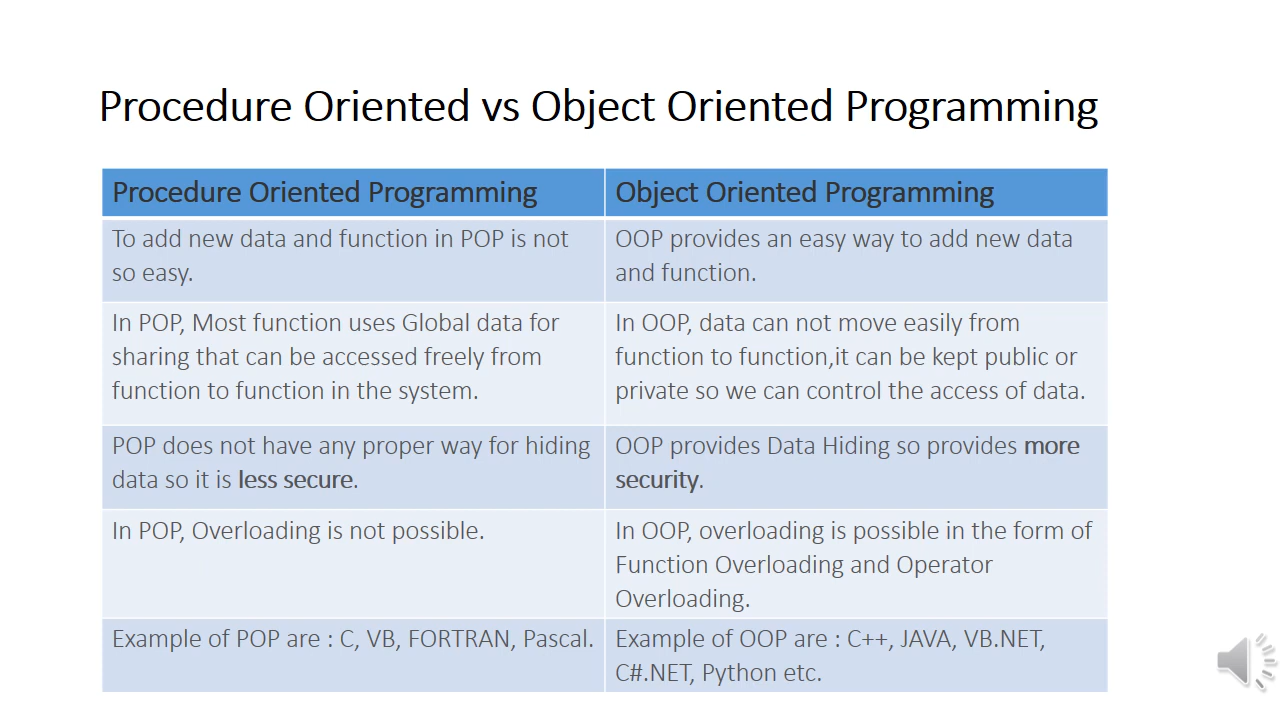 Procedure Oriented vs Object Oriented Programming
Procedure Oriented Programming
Object Oriented Programming
To add new data and function in POP is not
so easy.
OOP provides an easy way to add new data
and function.
In POP, Most function uses Global data for
sharing that can be accessed freely from
function to function in the system.
In OOP, data can not move easily from
function to function,it can be kept public or
private so we can control the access of data.
POP does not have any proper way for hiding
data so it is less secure.
OOP provides Data Hiding so provides more
security.
In POP, Overloading is not possible.
In OOP, overloading is possible in the form of
Function Overloading and Operator
Overloading.
Example of POP are : C, VB, FORTRAN, Pascal.
Example of OOP are : C++, JAVA, VB.NET,
C#.NET, Python etc.